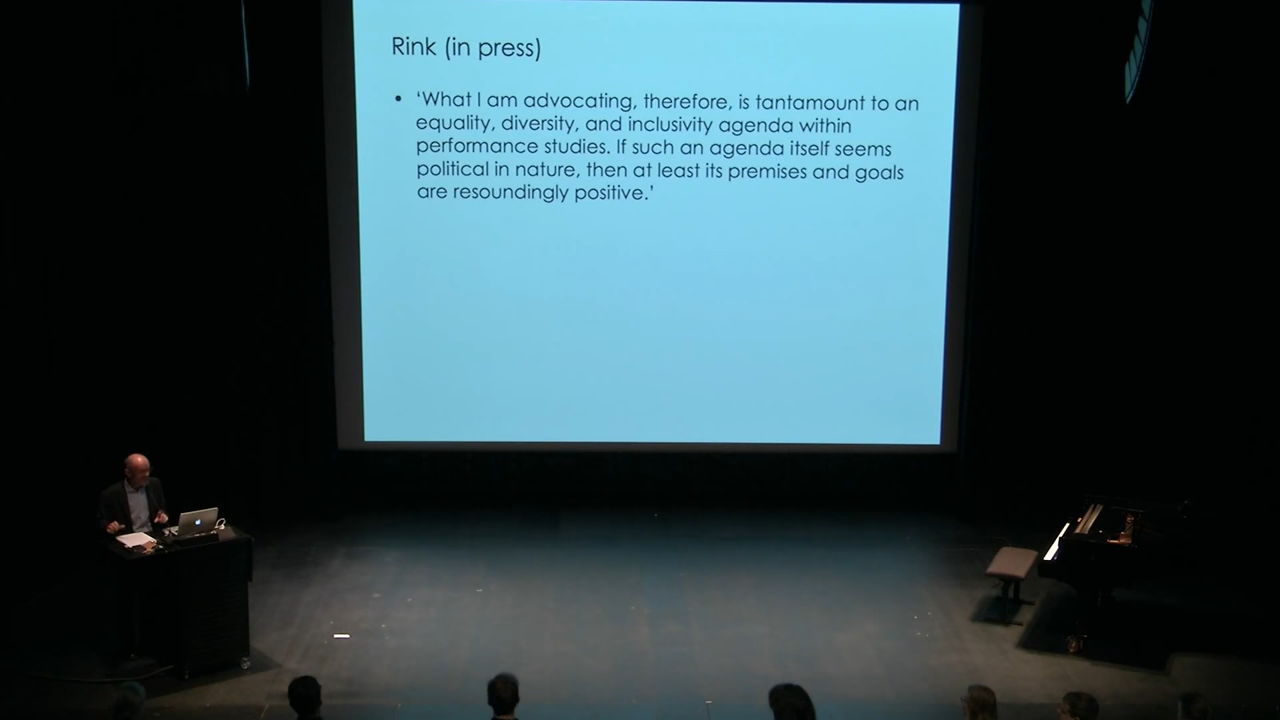 Rink (in press)
• ‘What I am advocating, therefore, is tantamount to an
equality, diversity, and inclusivity agenda within
performance studies. If such an agenda itself seems
political in nature, then at least its premises and goals
are resoundingly positive.’